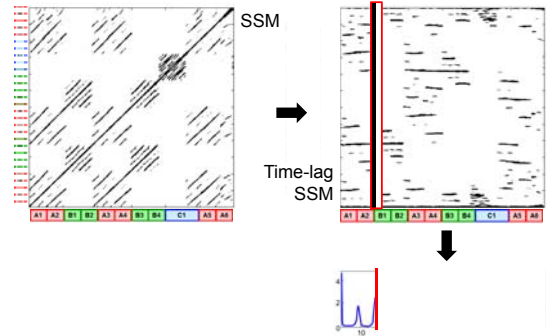 SSM
Time-lag
SSM
A1 A2 B1 B2 A3 A4 B3 B4 C1 A5 A6
A1 A2 B1 B2 A3 A4 B3 B4 C1 A5 A6
4
2
0
10